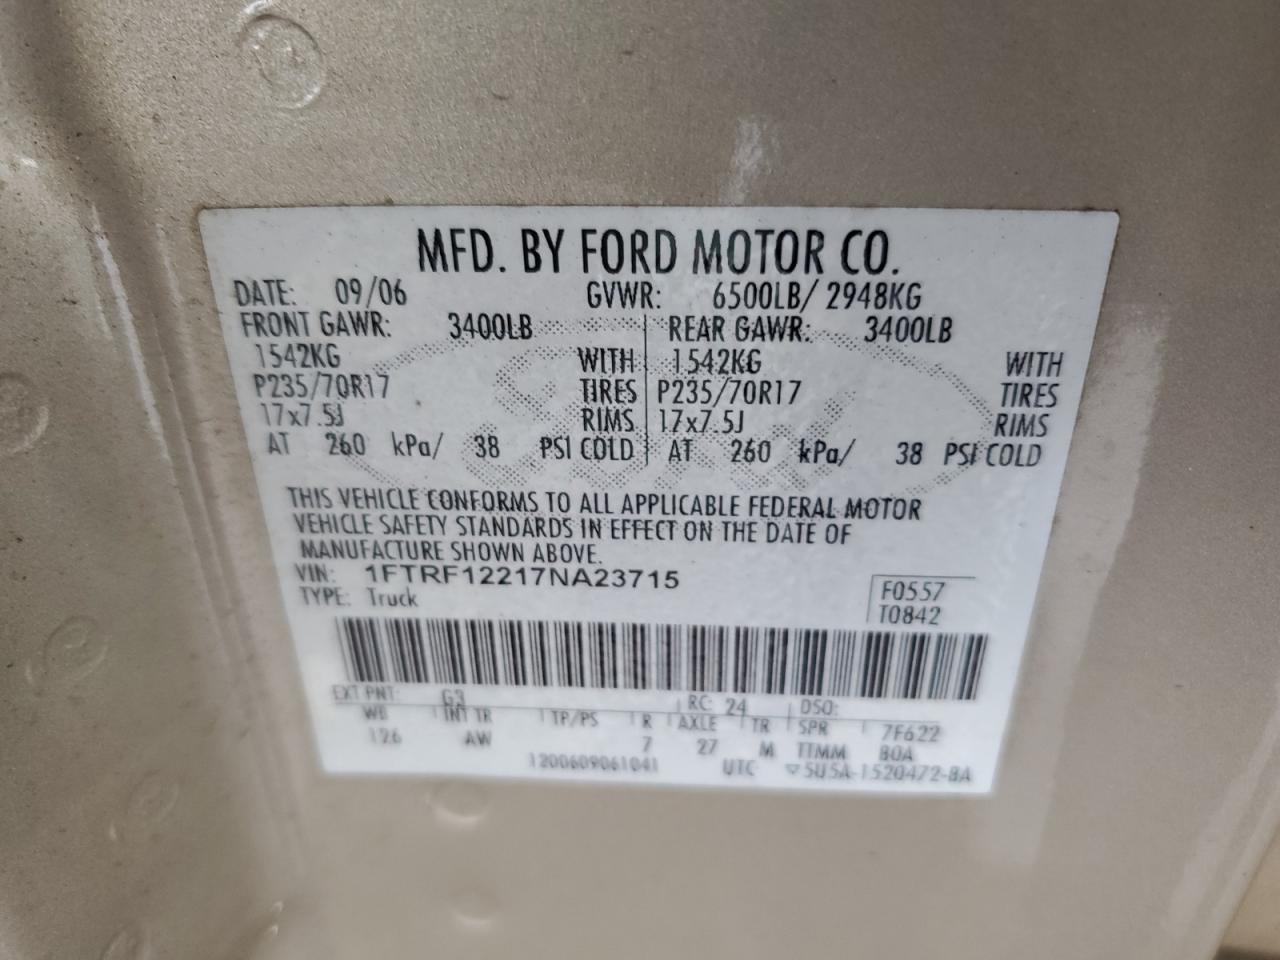 MFD. BY FORD MOTOR CO.
DATE: 09/06 GVWR: 6500LB/ 2948KG
FRONT GAWR: 3400LB REAR GAWR: 3400LB
1542KG WITH 1542KG WITH
P235/70R17 TIRES P235/70R17 TIRES
17x7.5J RIMS 17x7.5J RIMS
AT 260 kPa/ 38 PSI COLD AT 260 kPa/ 38 PSI COLD
THIS VEHICLE CONFORMS TO ALL APPLICABLE FEDERAL MOTOR
VEHICLE SAFETY STANDARDS IN EFFECT ON THE DATE OF
MANUFACTURE SHOWN ABOVE.
VIN: 1FTRF12217NA23715
TYPE: Truck
F0557
T0842
EXT PNT: G3 RC: 24 DSO:
WB INT TR TP/PS R AXLE TR SPR 7F622
126 AW 7 27 M TTMM BOA
1200609061041 UTC ▽5U5A-1520472-BA